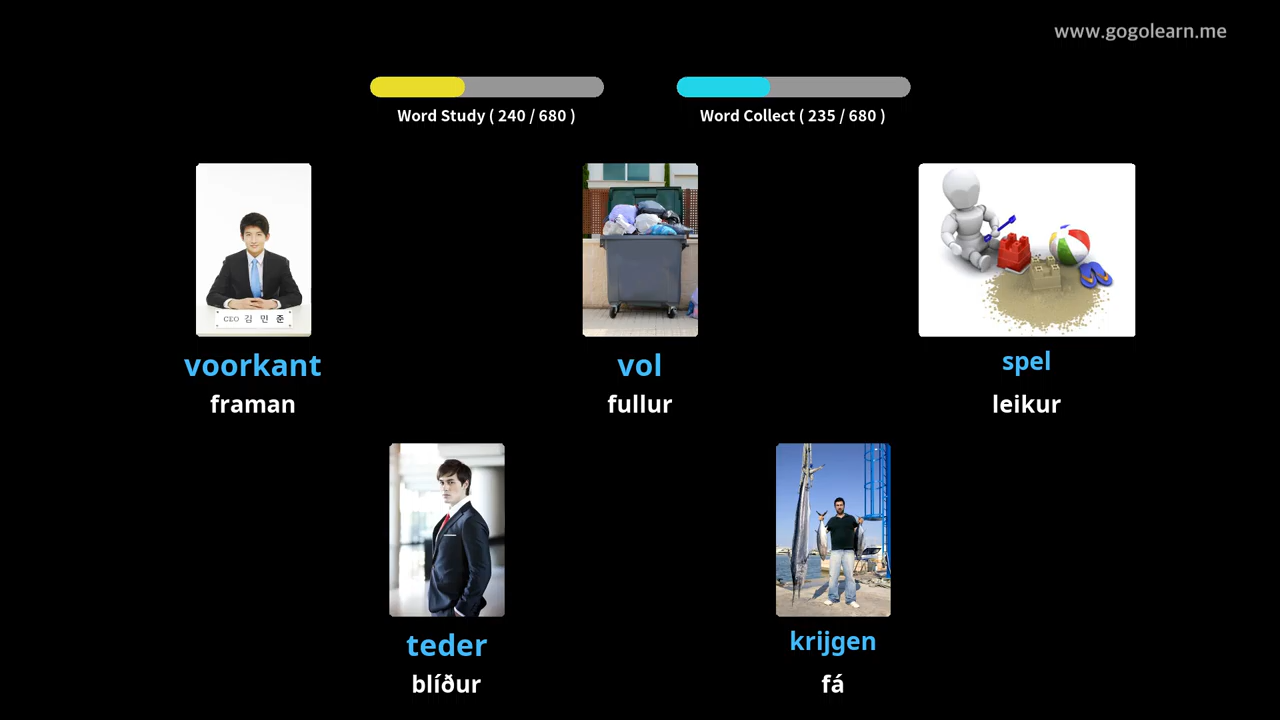 www.gogolearn.me
Word Study ( 240 / 680 )
Word Collect ( 235 / 680 )
CEO 김 민 준
voorkant
framan
vol
fullur
spel
leikur
teder
blíður
krijgen
fá